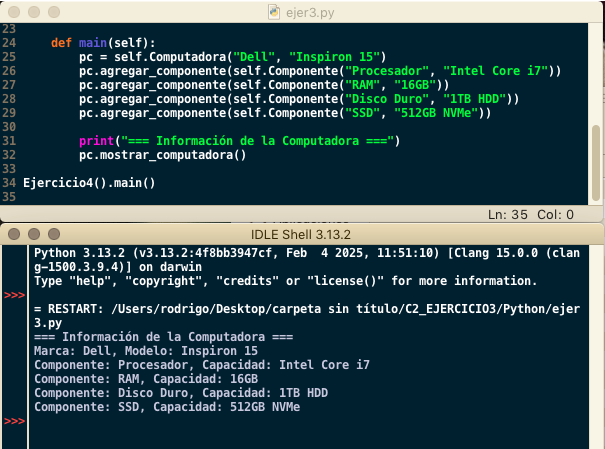 ejer3.py
23
24     def main(self):
25         pc = self.Computadora("Dell", "Inspiron 15")
26         pc.agregar_componente(self.Componente("Procesador", "Intel Core i7"))
27         pc.agregar_componente(self.Componente("RAM", "16GB"))
28         pc.agregar_componente(self.Componente("Disco Duro", "1TB HDD"))
29         pc.agregar_componente(self.Componente("SSD", "512GB NVMe"))
30
31         print("=== Información de la Computadora ===")
32         pc.mostrar_computadora()
33
34 Ejercicio4().main()
35
Ln: 35  Col: 0
IDLE Shell 3.13.2
Python 3.13.2 (v3.13.2:4f8bb3947cf, Feb  4 2025, 11:51:10) [Clang 15.0.0 (clan
g-1500.3.9.4)] on darwin
Type "help", "copyright", "credits" or "license()" for more information.
>>>
= RESTART: /Users/rodrigo/Desktop/carpeta sin título/C2_EJERCICIO3/Python/ejer
3.py
=== Información de la Computadora ===
Marca: Dell, Modelo: Inspiron 15
Componente: Procesador, Capacidad: Intel Core i7
Componente: RAM, Capacidad: 16GB
Componente: Disco Duro, Capacidad: 1TB HDD
Componente: SSD, Capacidad: 512GB NVMe
>>>